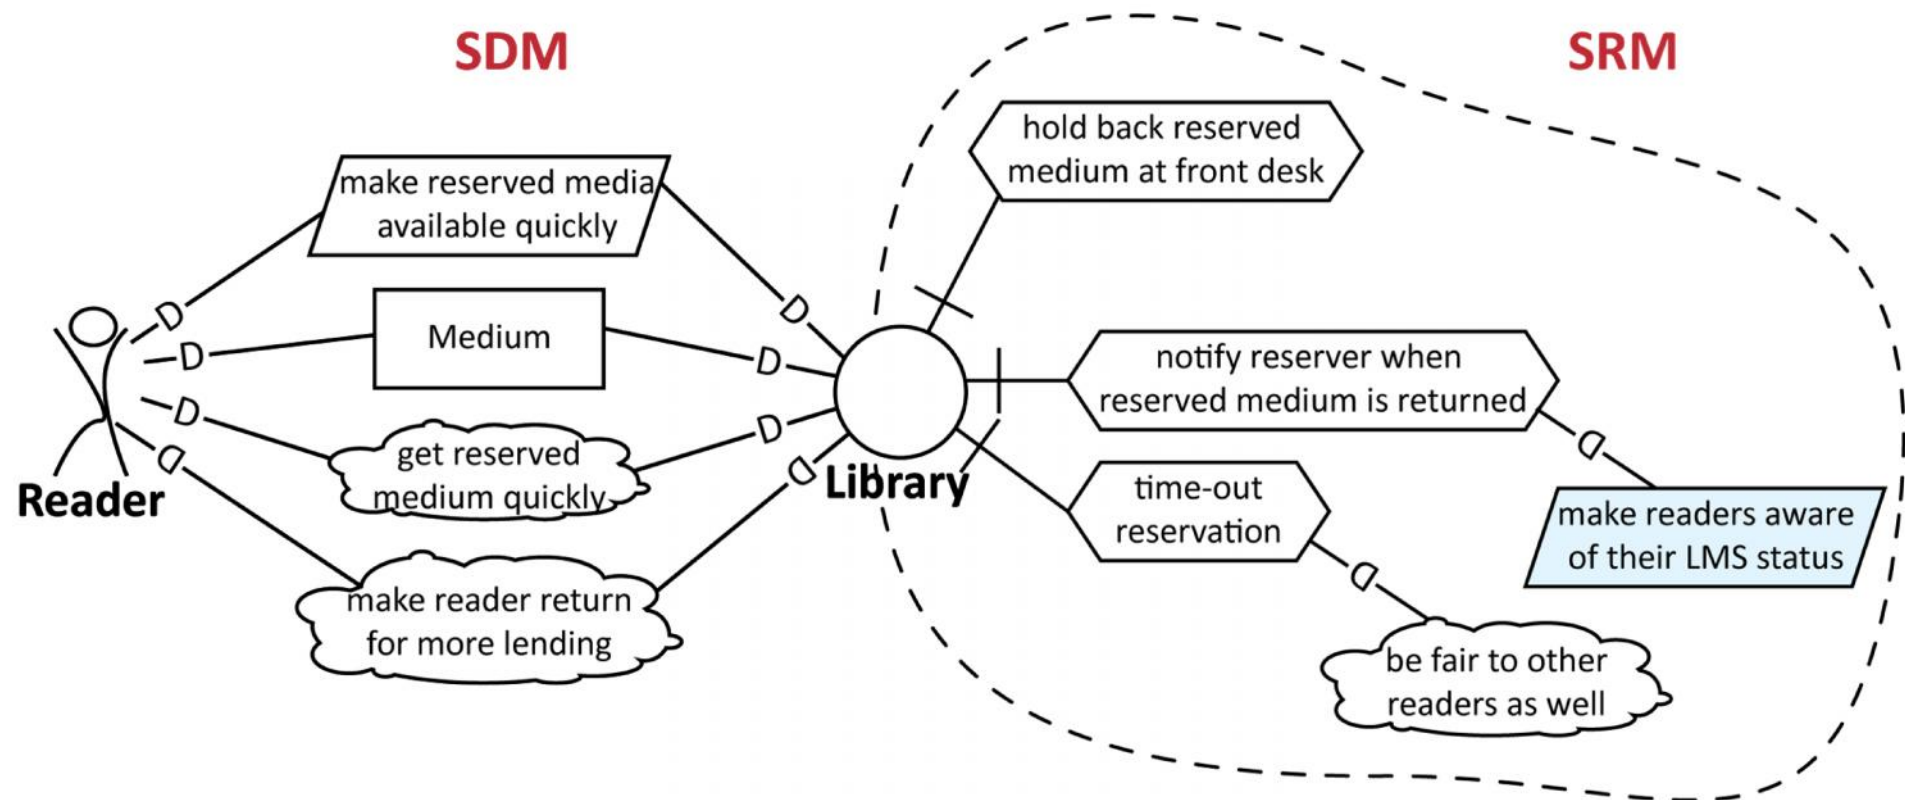 SDM
SRM
make reserved media
available quickly
Medium
get reserved
medium quickly
make reader return
for more lending
Reader
Library
hold back reserved
medium at front desk
notify reserver when
reserved medium is returned
time-out
reservation
make readers aware
of their LMS status
be fair to other
readers as well
D
D
D
D
D
D
D
D
D
D